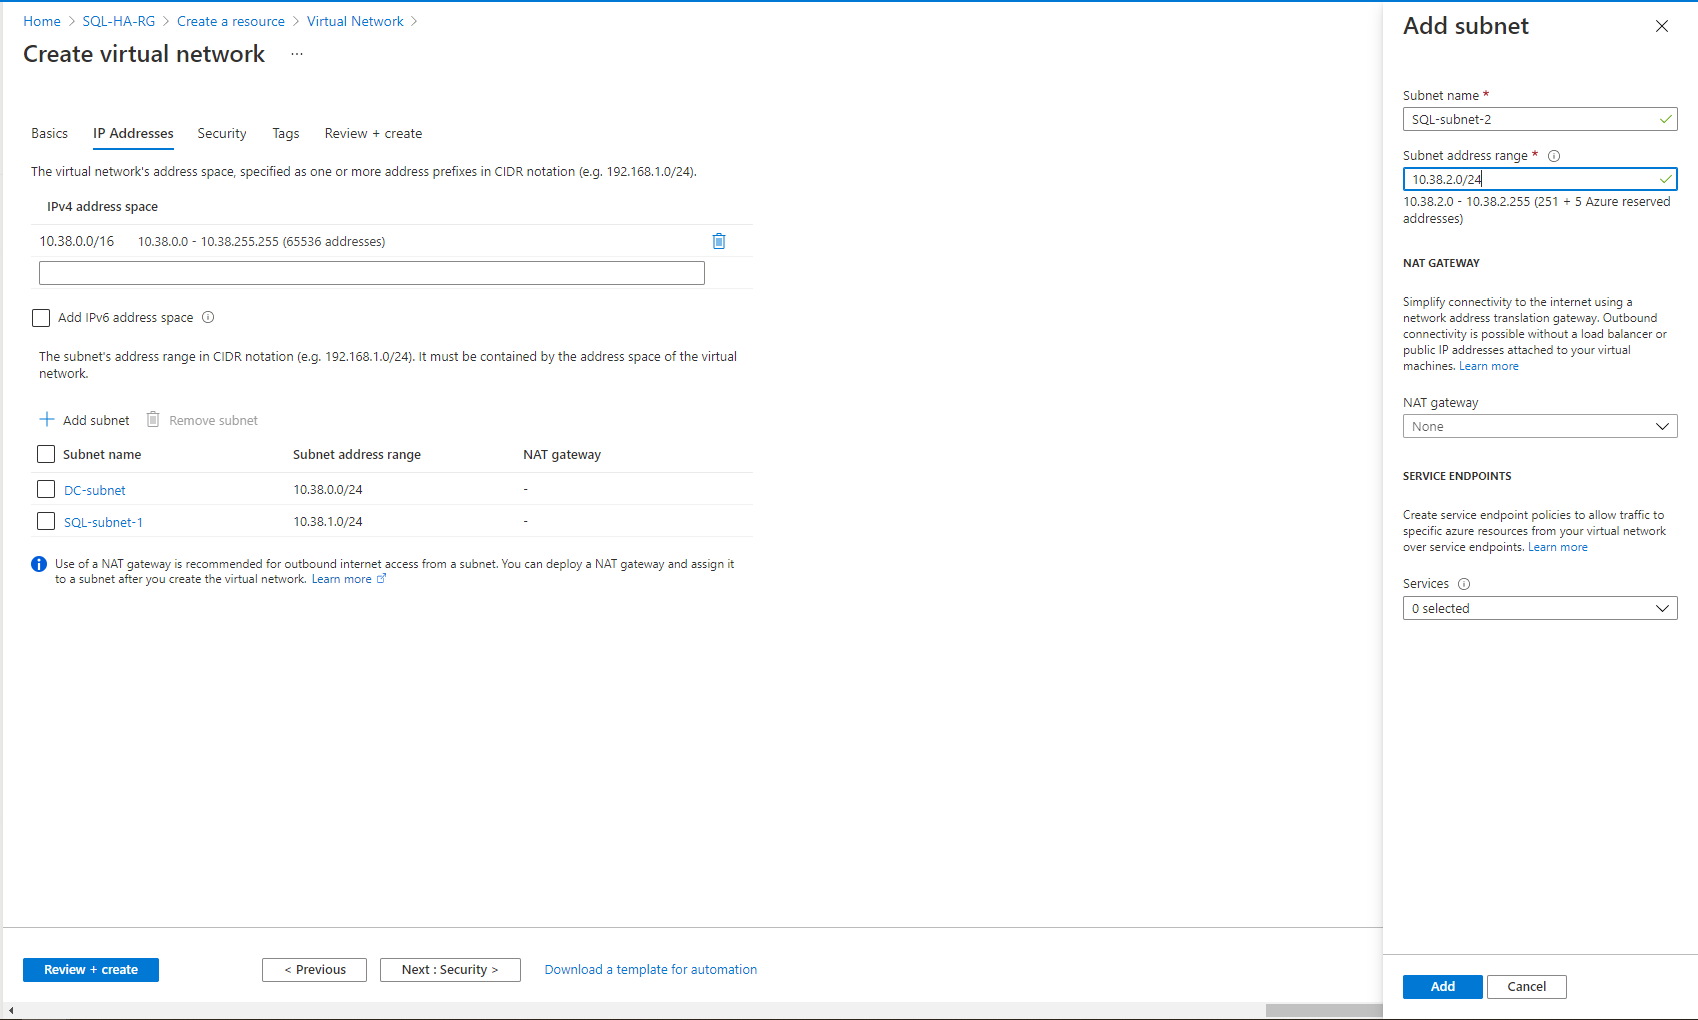 Home > SQL-HA-RG > Create a resource > Virtual Network >
Create virtual network ...
Basics IP Addresses Security Tags Review + create
The virtual network's address space, specified as one or more address prefixes in CIDR notation (e.g. 192.168.1.0/24).
IPv4 address space
10.38.0.0/16 10.38.0.0 - 10.38.255.255 (65536 addresses)
Add IPv6 address space
The subnet's address range in CIDR notation (e.g. 192.168.1.0/24). It must be contained by the address space of the virtual
network.
Add subnet Remove subnet
Subnet name Subnet address range NAT gateway
DC-subnet 10.38.0.0/24 -
SQL-subnet-1 10.38.1.0/24 -
Use of a NAT gateway is recommended for outbound internet access from a subnet. You can deploy a NAT gateway and assign it
to a subnet after you create the virtual network. Learn more
Review + create < Previous Next : Security > Download a template for automation
Add subnet
Subnet name *
SQL-subnet-2
Subnet address range *
10.38.2.0/24
10.38.2.0 - 10.38.2.255 (251 + 5 Azure reserved
addresses)
NAT GATEWAY
Simplify connectivity to the internet using a
network address translation gateway. Outbound
connectivity is possible without a load balancer or
public IP addresses attached to your virtual
machines. Learn more
NAT gateway
None
SERVICE ENDPOINTS
Create service endpoint policies to allow traffic to
specific azure resources from your virtual network
over service endpoints. Learn more
Services
0 selected
Add Cancel